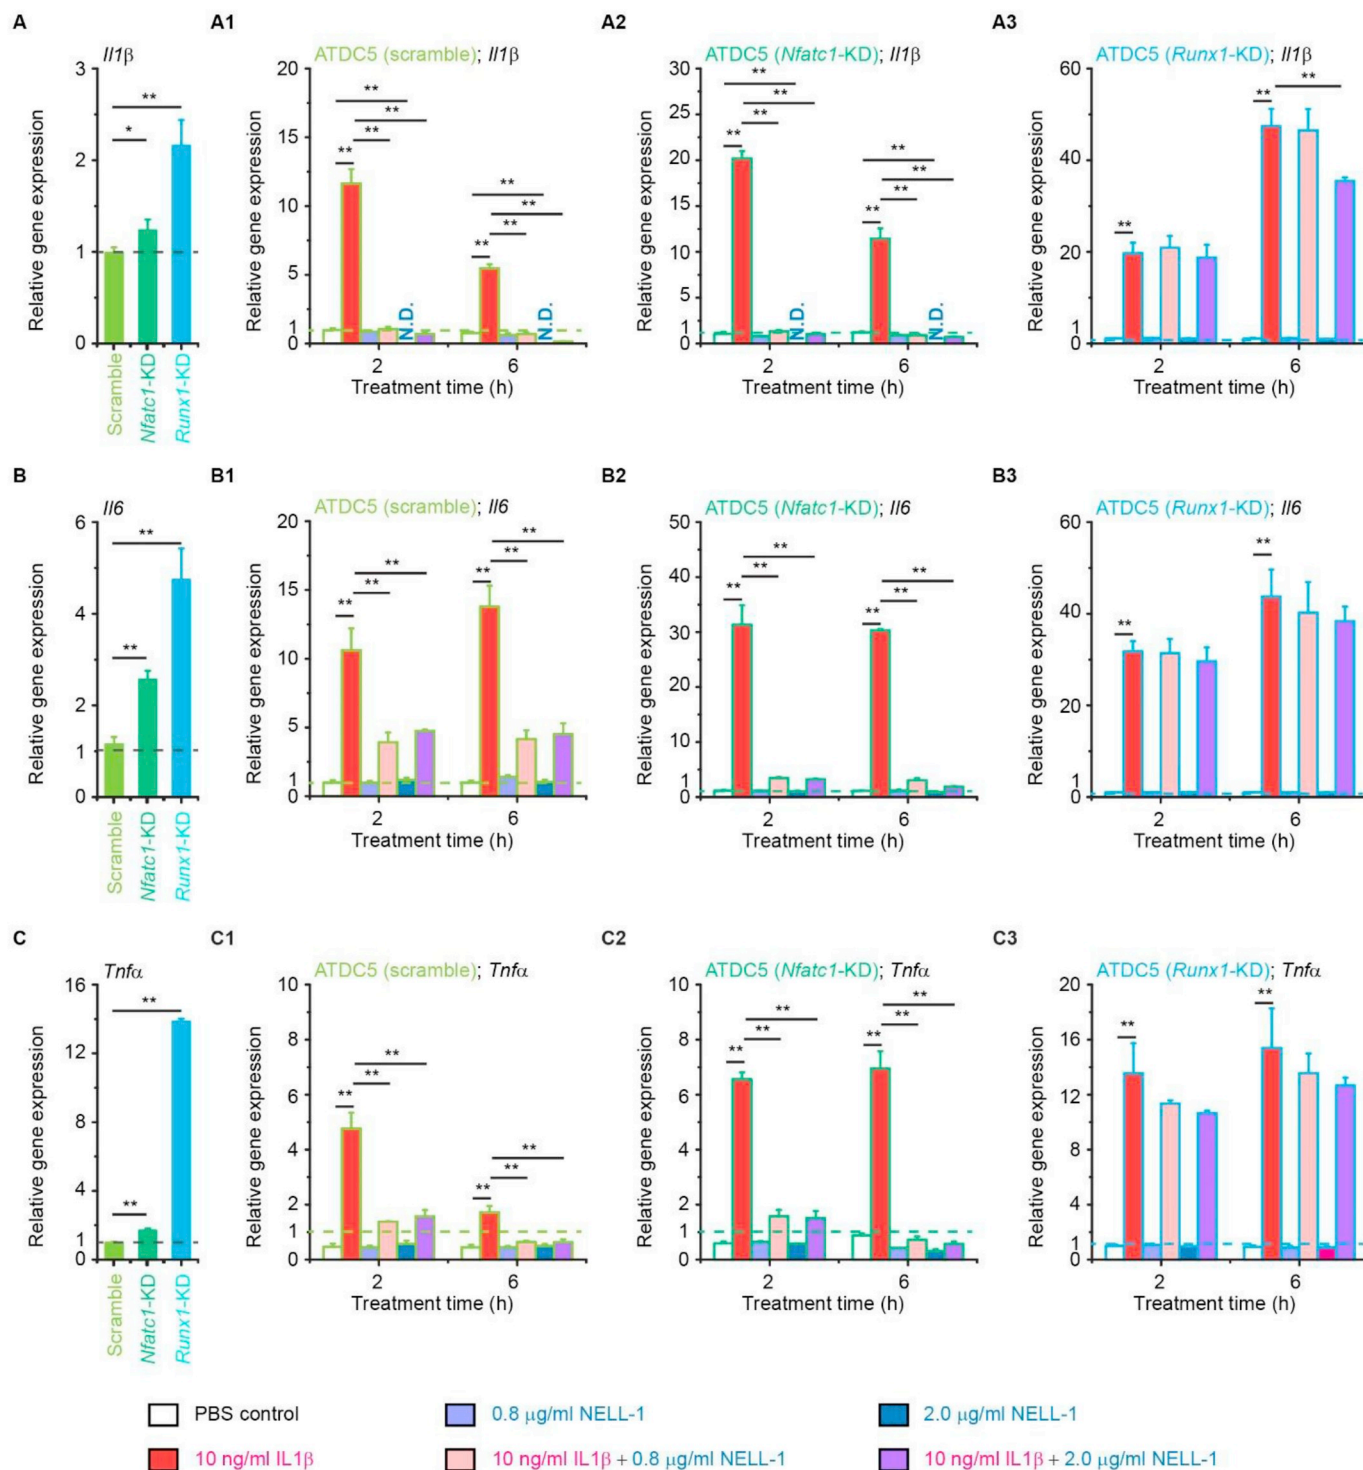 A
Il1β
Relative gene expression
3
2
1
0
**
*
Scramble
Nfatc1-KD
Runx1-KD
A1
ATDC5 (scramble); Il1β
Relative gene expression
20
15
10
5
1
0
**
**
**
**
N.D.
**
**
**
**
N.D.
2
6
Treatment time (h)
A2
ATDC5 (Nfatc1-KD); Il1β
Relative gene expression
30
25
20
15
10
5
1
0
**
**
**
**
N.D.
**
**
**
**
N.D.
2
6
Treatment time (h)
A3
ATDC5 (Runx1-KD); Il1β
Relative gene expression
60
40
20
1
0
**
**
**
2
6
Treatment time (h)
B
Il6
Relative gene expression
6
5
4
3
2
1
0
**
**
Scramble
Nfatc1-KD
Runx1-KD
B1
ATDC5 (scramble); Il6
Relative gene expression
20
15
10
5
1
0
**
**
**
**
**
**
2
6
Treatment time (h)
B2
ATDC5 (Nfatc1-KD); Il6
Relative gene expression
50
40
30
20
10
1
0
**
**
**
**
**
**
2
6
Treatment time (h)
B3
ATDC5 (Runx1-KD); Il6
Relative gene expression
60
40
20
1
0
**
**
2
6
Treatment time (h)
C
Tnfα
Relative gene expression
16
14
12
4
2
1
0
**
**
Scramble
Nfatc1-KD
Runx1-KD
C1
ATDC5 (scramble); Tnfα
Relative gene expression
10
8
6
4
2
1
0
**
**
**
**
**
**
2
6
Treatment time (h)
C2
ATDC5 (Nfatc1-KD); Tnfα
Relative gene expression
10
8
6
4
2
1
0
**
**
**
**
**
**
2
6
Treatment time (h)
C3
ATDC5 (Runx1-KD); Tnfα
Relative gene expression
20
16
12
8
4
1
0
**
**
2
6
Treatment time (h)
PBS control
0.8 μg/ml NELL-1
2.0 μg/ml NELL-1
10 ng/ml IL1β
10 ng/ml IL1β + 0.8 μg/ml NELL-1
10 ng/ml IL1β + 2.0 μg/ml NELL-1